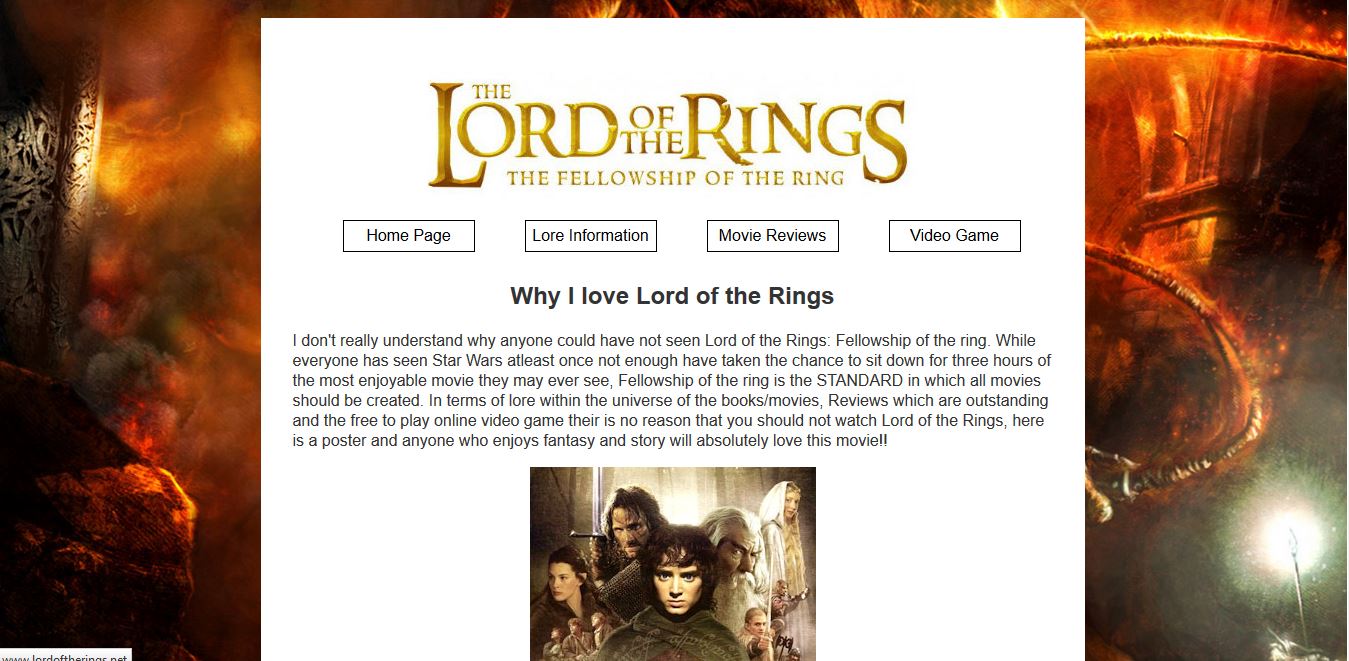 THE LORD OF THE RINGS
THE FELLOWSHIP OF THE RING
Home Page
Lore Information
Movie Reviews
Video Game
Why I love Lord of the Rings
I don't really understand why anyone could have not seen Lord of the Rings: Fellowship of the ring. While
everyone has seen Star Wars atleast once not enough have taken the chance to sit down for three hours of
the most enjoyable movie they may ever see, Fellowship of the ring is the STANDARD in which all movies
should be created. In terms of lore within the universe of the books/movies, Reviews which are outstanding
and the free to play online video game their is no reason that you should not watch Lord of the Rings, here
is a poster and anyone who enjoys fantasy and story will absolutely love this movie!!
www.lordoftherings.net